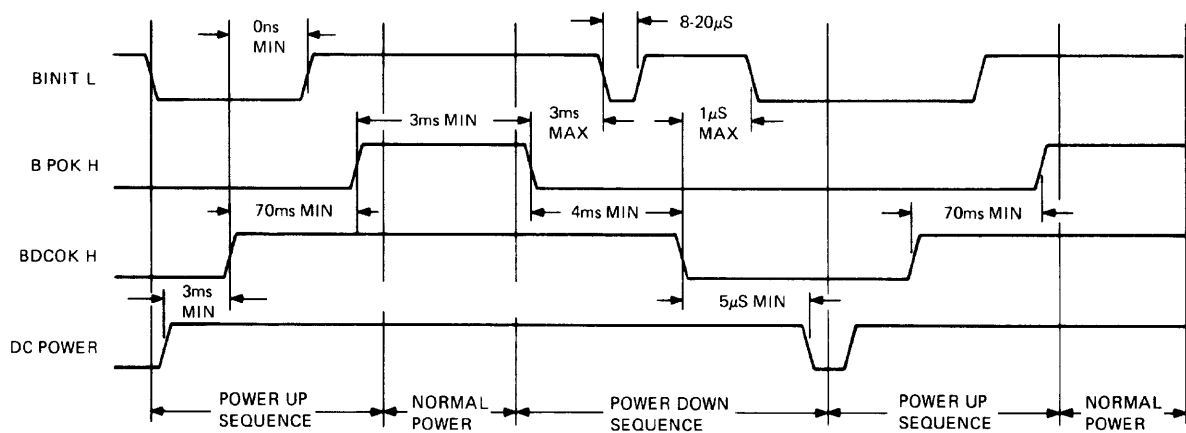 0ns
MIN
8-20μS
BINIT L
3ms MIN
3ms
MAX
1μS
MAX
B POK H
70ms MIN
4ms MIN
70ms MIN
BDCOK H
3ms
MIN
5μS MIN
DC POWER
POWER UP
SEQUENCE
NORMAL
POWER
POWER DOWN
SEQUENCE
POWER UP
SEQUENCE
NORMAL
POWER